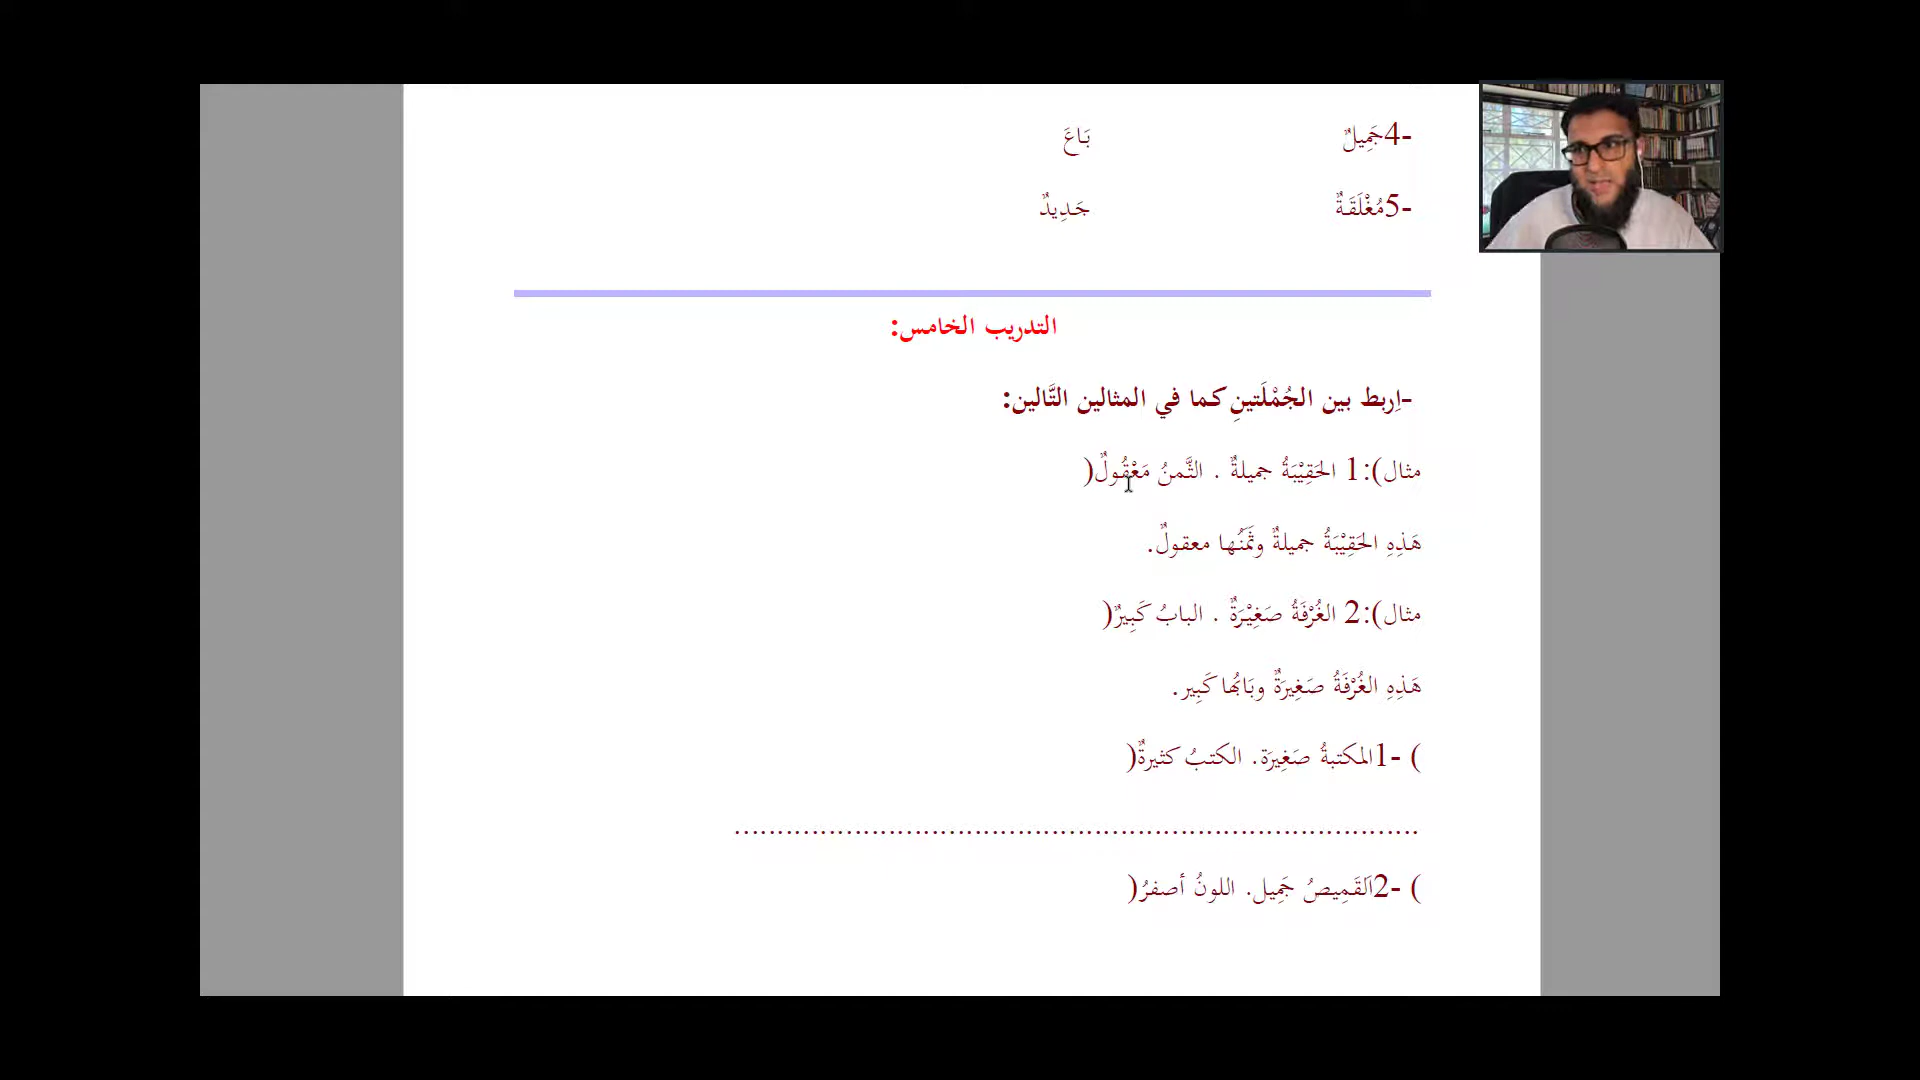 -4جَمِيلٌ بَاعَ
-5مُغْلَقَةٌ جَدِيدٌ
التدريب الخامس:
-اِربط بين الجُمْلَتينِ كما في المثالين التَّالين:
مثال):1 الحَقِيْبَةُ جميلةٌ . الثَّمنُ مَعْقُولٌ(
هَذِهِ الحَقِيْبَةُ جميلةٌ وثَمَنُها معقولٌ.
مثال):2 الغُرْفَةُ صَغِيْرَةٌ . البابُ كَبِيرٌ(
هَذِهِ الغُرْفَةُ صَغِيرَةٌ وبَابُها كَبِير.
) -1المكتبةُ صَغِيرَة. الكتبُ كثيرةٌ(
................................................................................
) -2اَلقَمِيصُ جَمِيل. اللونُ أصفرُ(